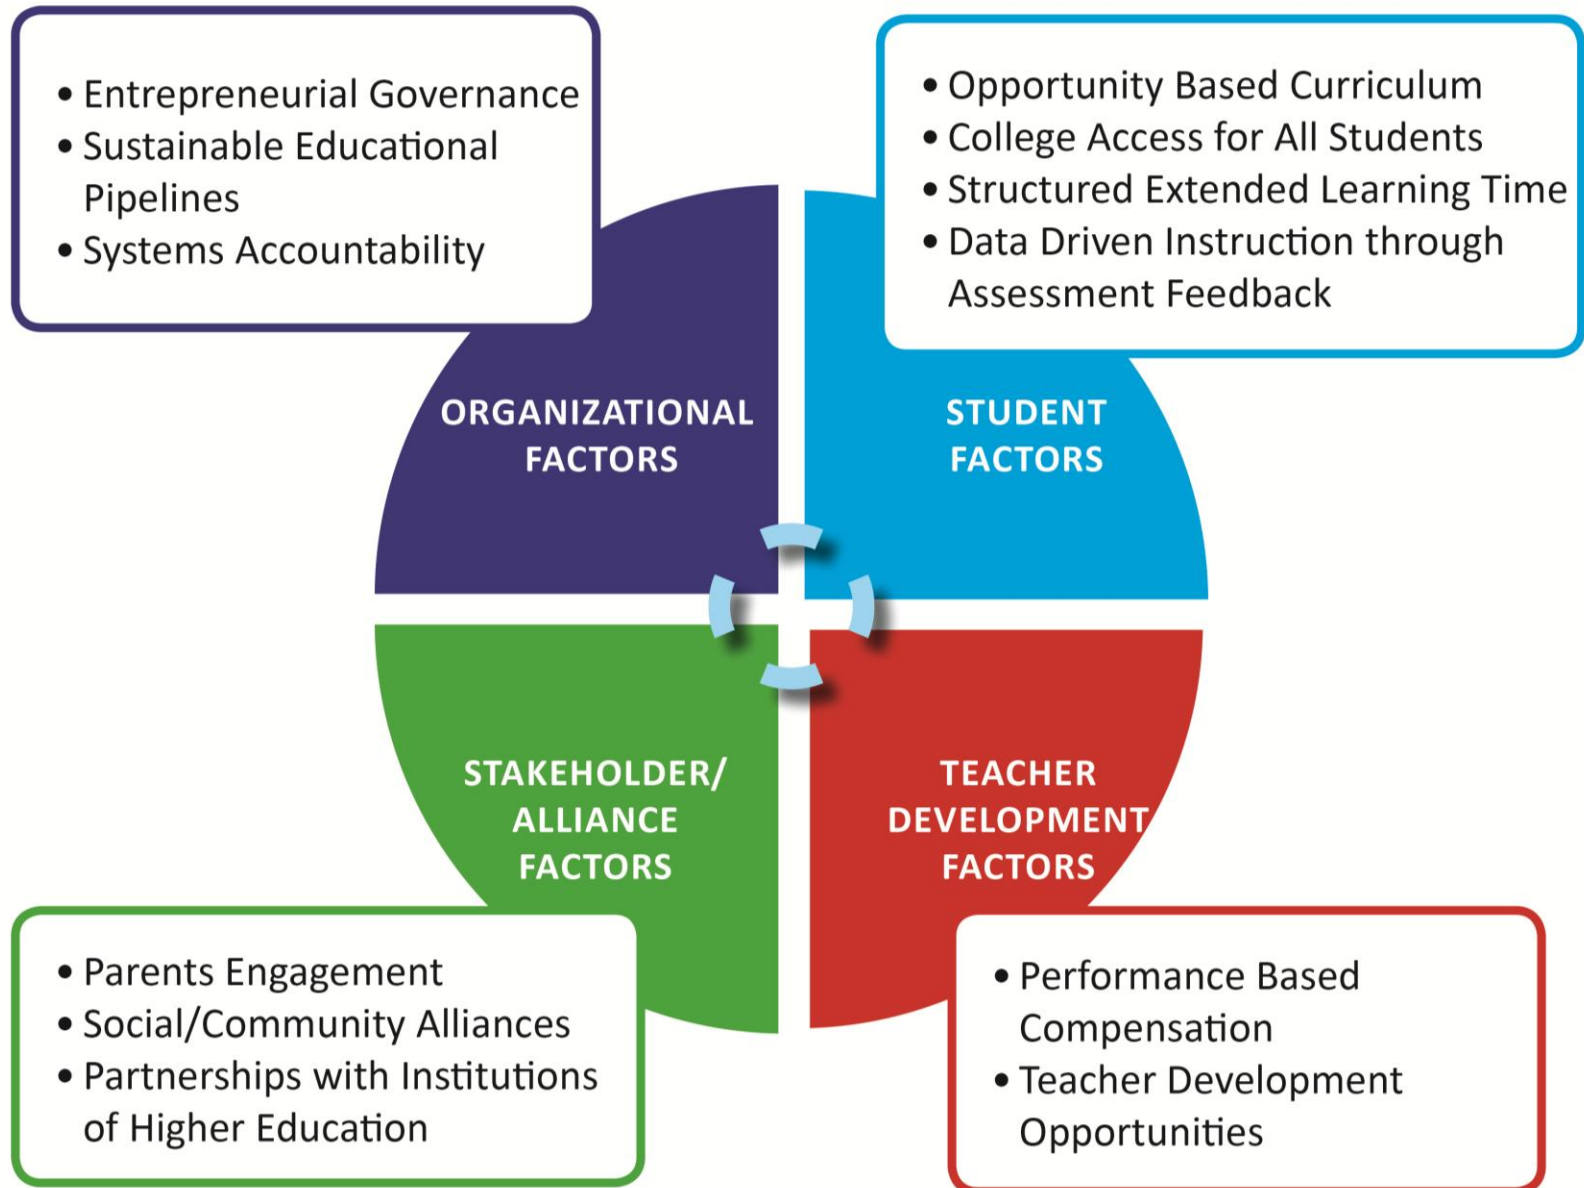 • Entrepreneurial Governance
• Sustainable Educational
Pipelines
• Systems Accountability
• Opportunity Based Curriculum
• College Access for All Students
• Structured Extended Learning Time
• Data Driven Instruction through
Assessment Feedback
ORGANIZATIONAL
FACTORS
STUDENT
FACTORS
STAKEHOLDER/
ALLIANCE
FACTORS
TEACHER
DEVELOPMENT
FACTORS
• Parents Engagement
• Social/Community Alliances
• Partnerships with Institutions
of Higher Education
• Performance Based
Compensation
• Teacher Development
Opportunities